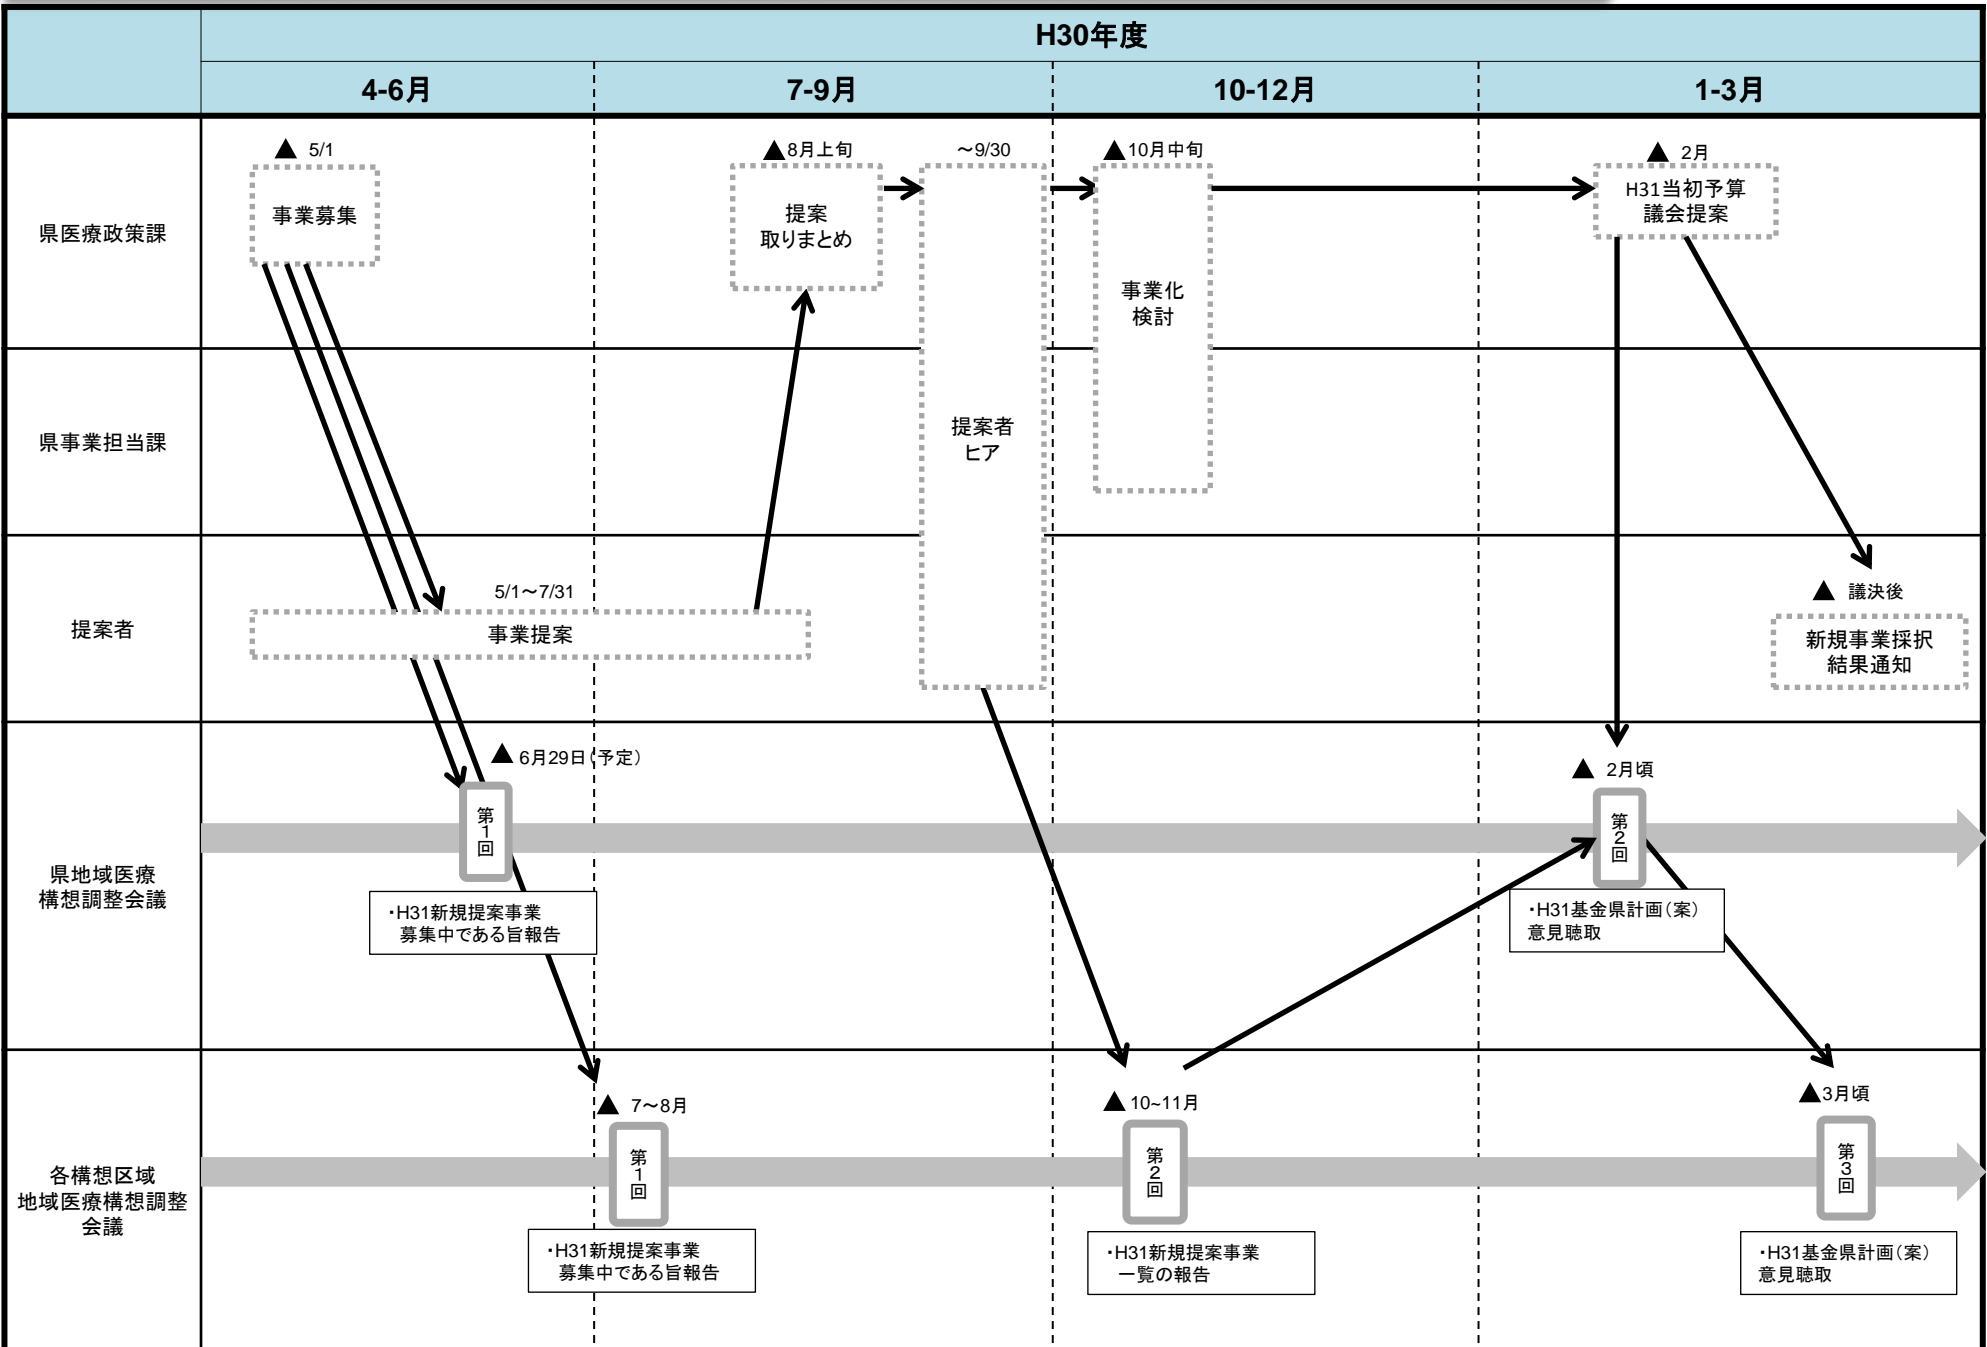 H30年度
4-6月
7-9月
10-12月
1-3月
県医療政策課
▲ 5/1
事業募集
▲8月上旬
提案
取りまとめ
～9/30
提案者
ヒア
▲10月中旬
事業化
検討
▲ 2月
H31当初予算
議会提案
県事業担当課
提案者
5/1～7/31
事業提案
▲ 議決後
新規事業採択
結果通知
県地域医療
構想調整会議
▲ 6月29日(予定)
第1回
・H31新規提案事業
募集中である旨報告
▲ 2月頃
第2回
・H31基金県計画(案)
意見聴取
各構想区域
地域医療構想調整
会議
▲ 7～8月
第1回
・H31新規提案事業
募集中である旨報告
▲10~11月
第2回
・H31新規提案事業
一覧の報告
▲3月頃
第3回
・H31基金県計画(案)
意見聴取